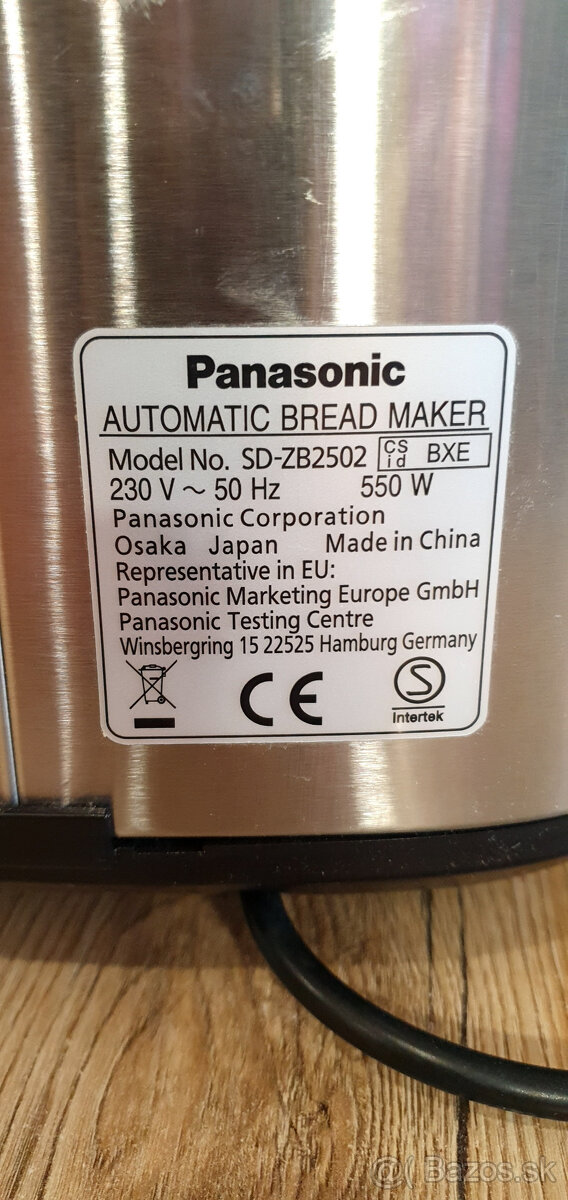 Panasonic
AUTOMATIC BREAD MAKER
Model No. SD-ZB2502 CS id BXE
230 V ~ 50 Hz 550 W
Panasonic Corporation
Osaka Japan Made in China
Representative in EU:
Panasonic Marketing Europe GmbH
Panasonic Testing Centre
Winsbergring 15 22525 Hamburg Germany
CE
S
Intertek
Bazos.sk